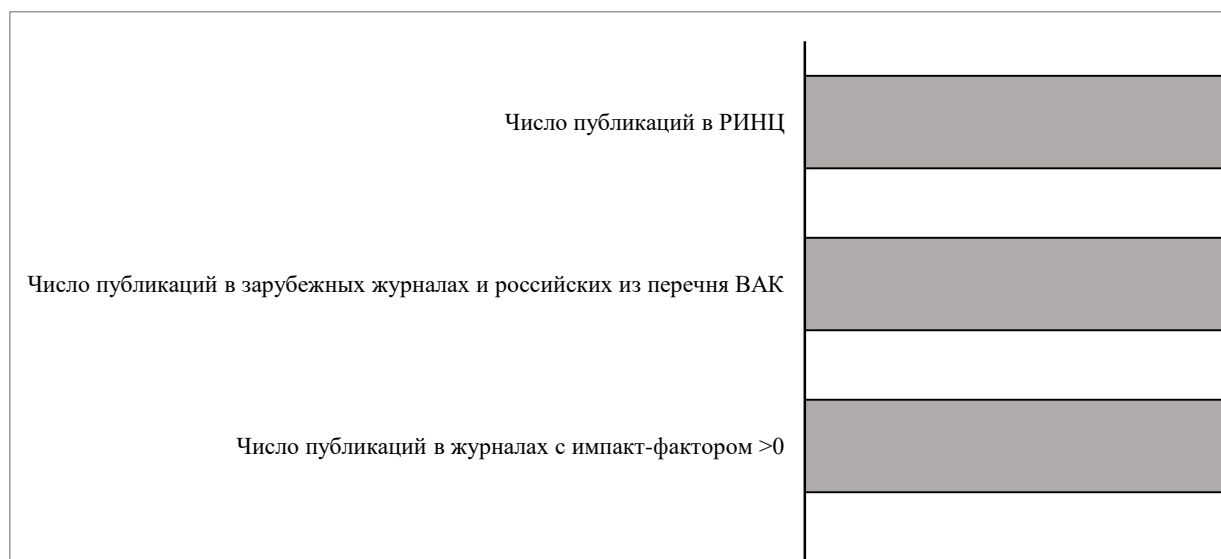 Число публикаций в РИНЦ
Число публикаций в зарубежных журналах и российских из перечня ВАК
Число публикаций в журналах с импакт-фактором >0